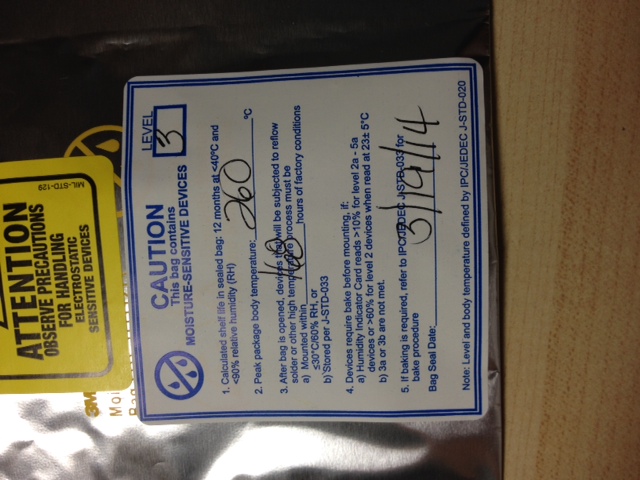 MIL-STD-129
ATTENTION
OBSERVE PRECAUTIONS
FOR HANDLING
ELECTROSTATIC
SENSITIVE DEVICES
3M
CAUTION
This bag contains
MOISTURE-SENSITIVE DEVICES
LEVEL
3
1. Calculated shelf life in sealed bag: 12 months at <40°C and
<90% relative humidity (RH)
2. Peak package body temperature: 260 °C
3. After bag is opened, devices that will be subjected to reflow
solder or other high temperature process must be
a) Mounted within 168 hours of factory conditions
≤30°C/60% RH, or
b) Stored per J-STD-033
4. Devices require bake before mounting, if:
a) Humidity Indicator Card reads >10% for level 2a - 5a
devices or >60% for level 2 devices when read at 23± 5°C
b) 3a or 3b are not met.
5. If baking is required, refer to IPC/JEDEC J-STD-033 for
bake procedure
Bag Seal Date: 3/19/14
Note: Level and body temperature defined by IPC/JEDEC J-STD-020